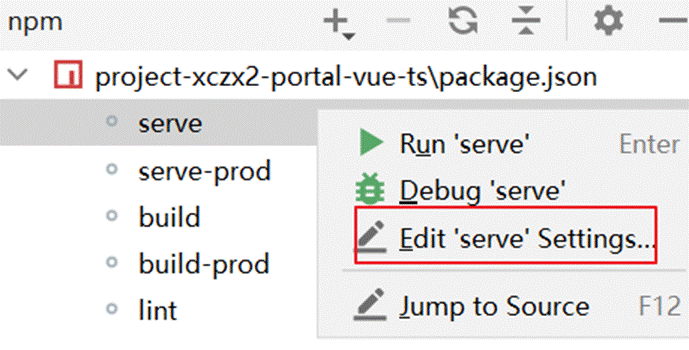 npm
project-xczx2-portal-vue-ts\package.json
serve
serve-prod
build
build-prod
lint
Run 'serve' Enter
Debug 'serve'
Edit 'serve' Settings...
Jump to Source F12